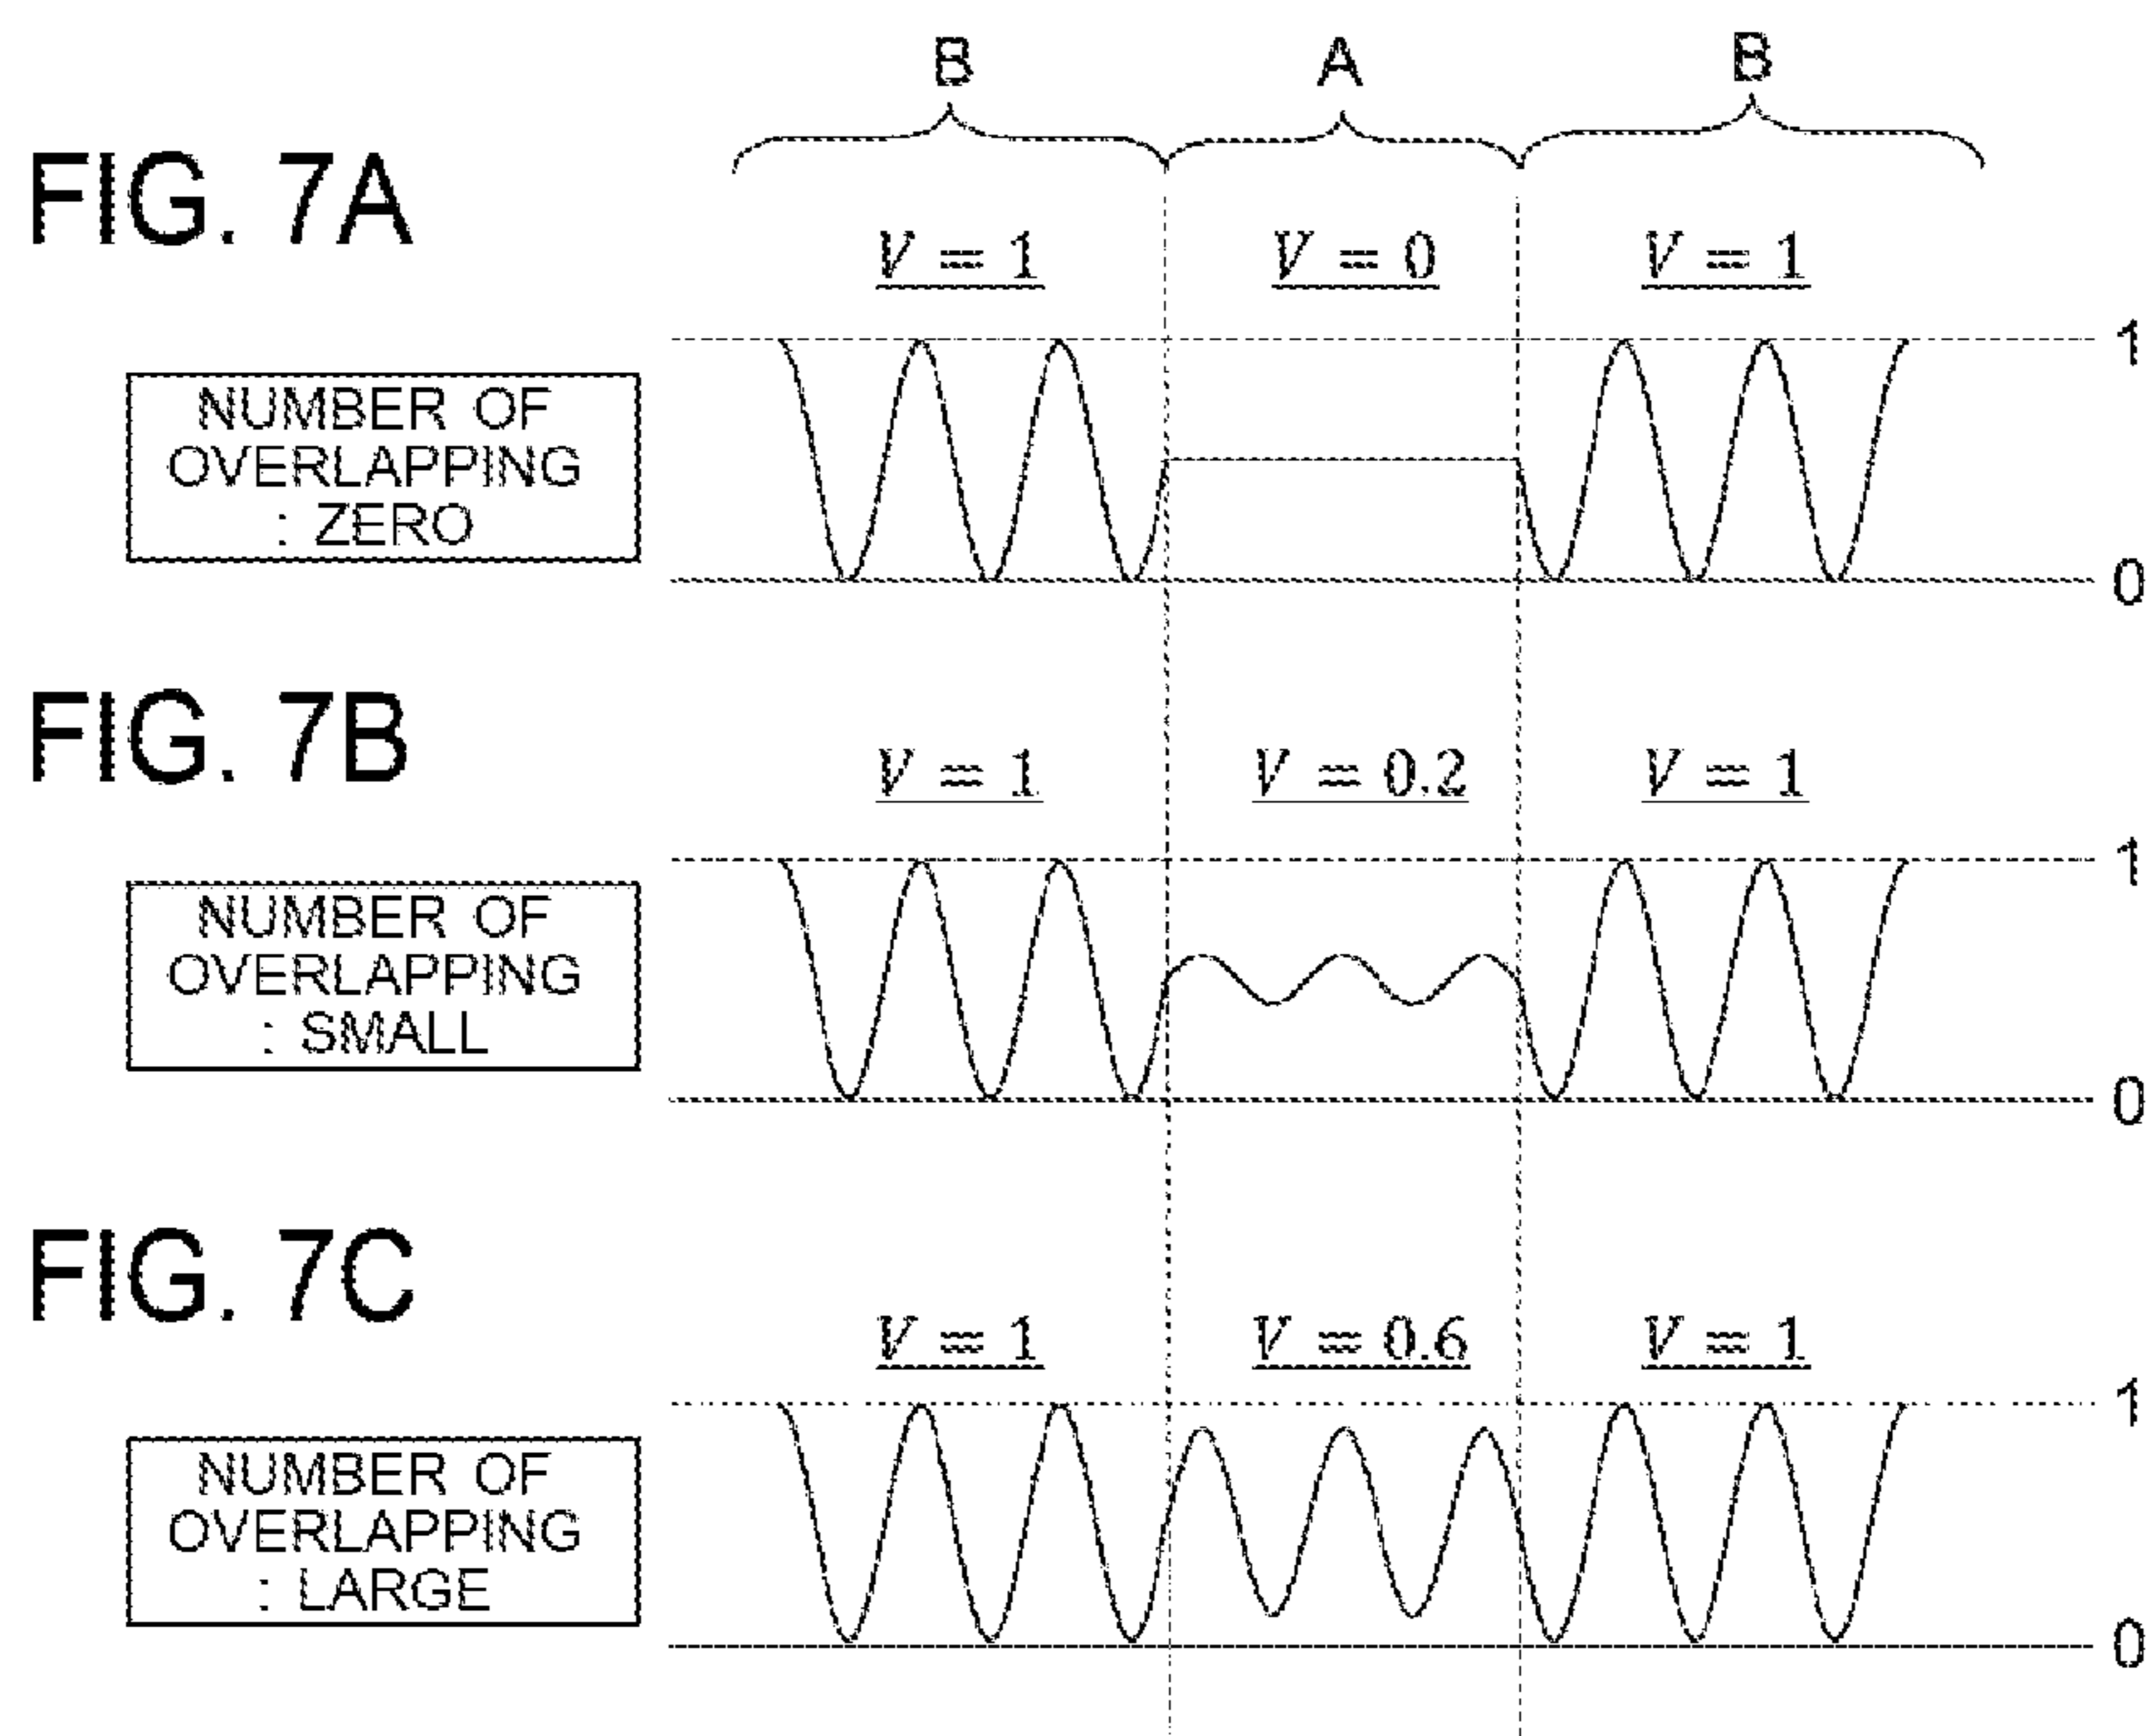 B A B
FIG. 7A
V = 1 V = 0 V = 1
1
NUMBER OF
OVERLAPPING
: ZERO
0
FIG. 7B
V = 1 V = 0.2 V = 1
1
NUMBER OF
OVERLAPPING
: SMALL
0
FIG. 7C
V = 1 V = 0.6 V = 1
1
NUMBER OF
OVERLAPPING
: LARGE
0